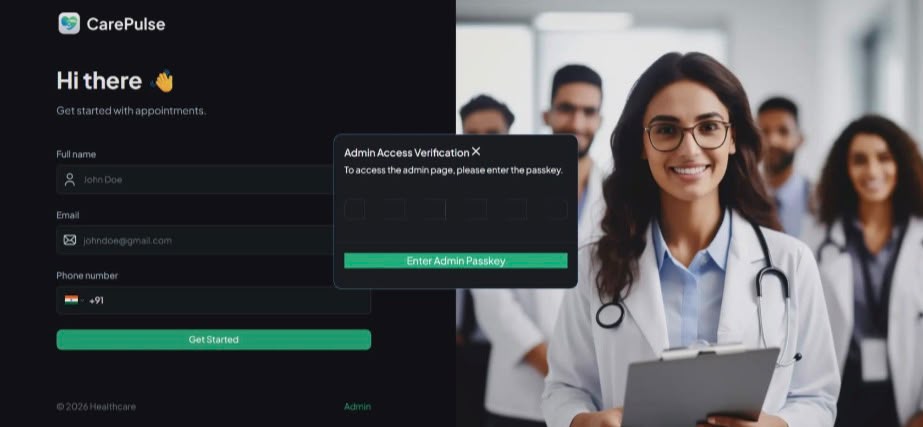 CarePulse
Hi there 👋
Get started with appointments.
Full name
John Doe
Email
johndoe@gmail.com
Phone number
+91
Get Started
© 2026 Healthcare
Admin
Admin Access Verification
To access the admin page, please enter the passkey.
Enter Admin Passkey